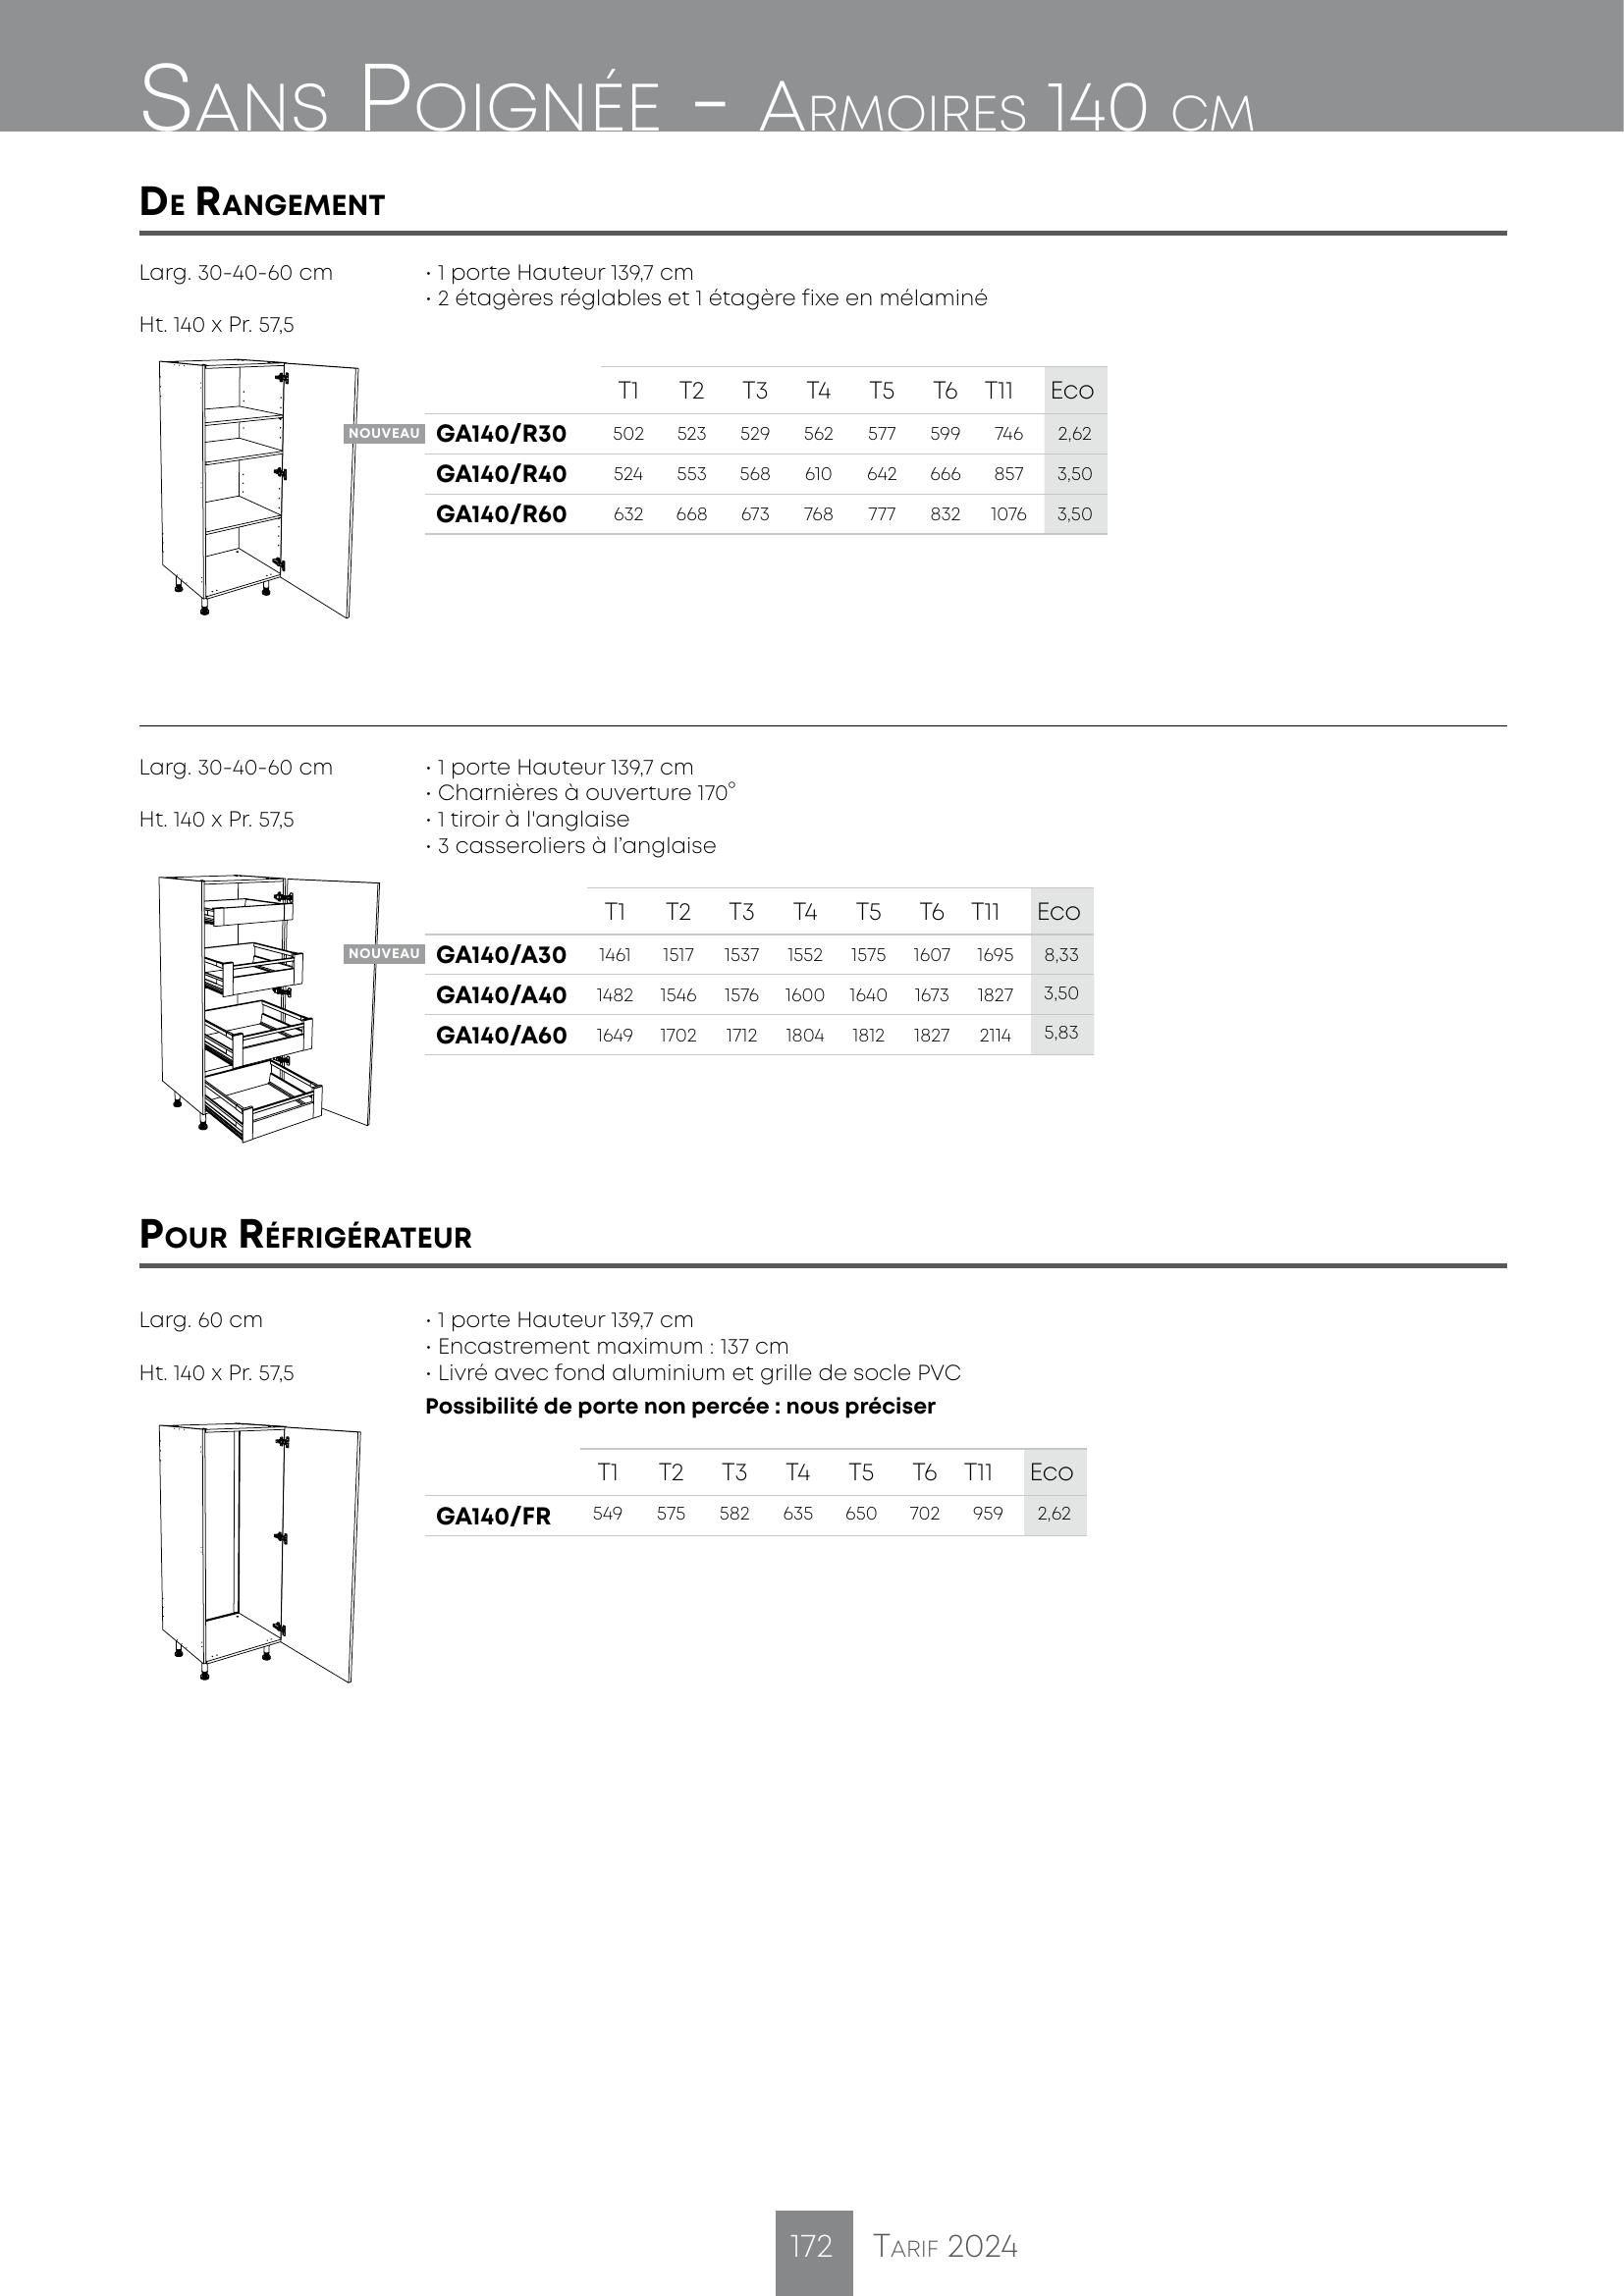 Sans Poignée - Armoires 140 cm
De Rangement
Larg. 30-40-60 cm
Ht. 140 x Pr. 57,5
· 1 porte Hauteur 139,7 cm
· 2 étagères réglables et 1 étagère fixe en mélaminé
T1 T2 T3 T4 T5 T6 T11 Eco
NOUVEAU GA140/R30 502 523 529 562 577 599 746 2,62
GA140/R40 524 553 568 610 642 666 857 3,50
GA140/R60 632 668 673 768 777 832 1076 3,50
Larg. 30-40-60 cm
Ht. 140 x Pr. 57,5
· 1 porte Hauteur 139,7 cm
· Charnières à ouverture 170°
· 1 tiroir à l'anglaise
· 3 casseroliers à l’anglaise
T1 T2 T3 T4 T5 T6 T11 Eco
NOUVEAU GA140/A30 1461 1517 1537 1552 1575 1607 1695 8,33
GA140/A40 1482 1546 1576 1600 1640 1673 1827 3,50
GA140/A60 1649 1702 1712 1804 1812 1827 2114 5,83
Pour Réfrigérateur
Larg. 60 cm
Ht. 140 x Pr. 57,5
· 1 porte Hauteur 139,7 cm
· Encastrement maximum : 137 cm
· Livré avec fond aluminium et grille de socle PVC
Possibilité de porte non percée : nous préciser
T1 T2 T3 T4 T5 T6 T11 Eco
GA140/FR 549 575 582 635 650 702 959 2,62
172 Tarif 2024